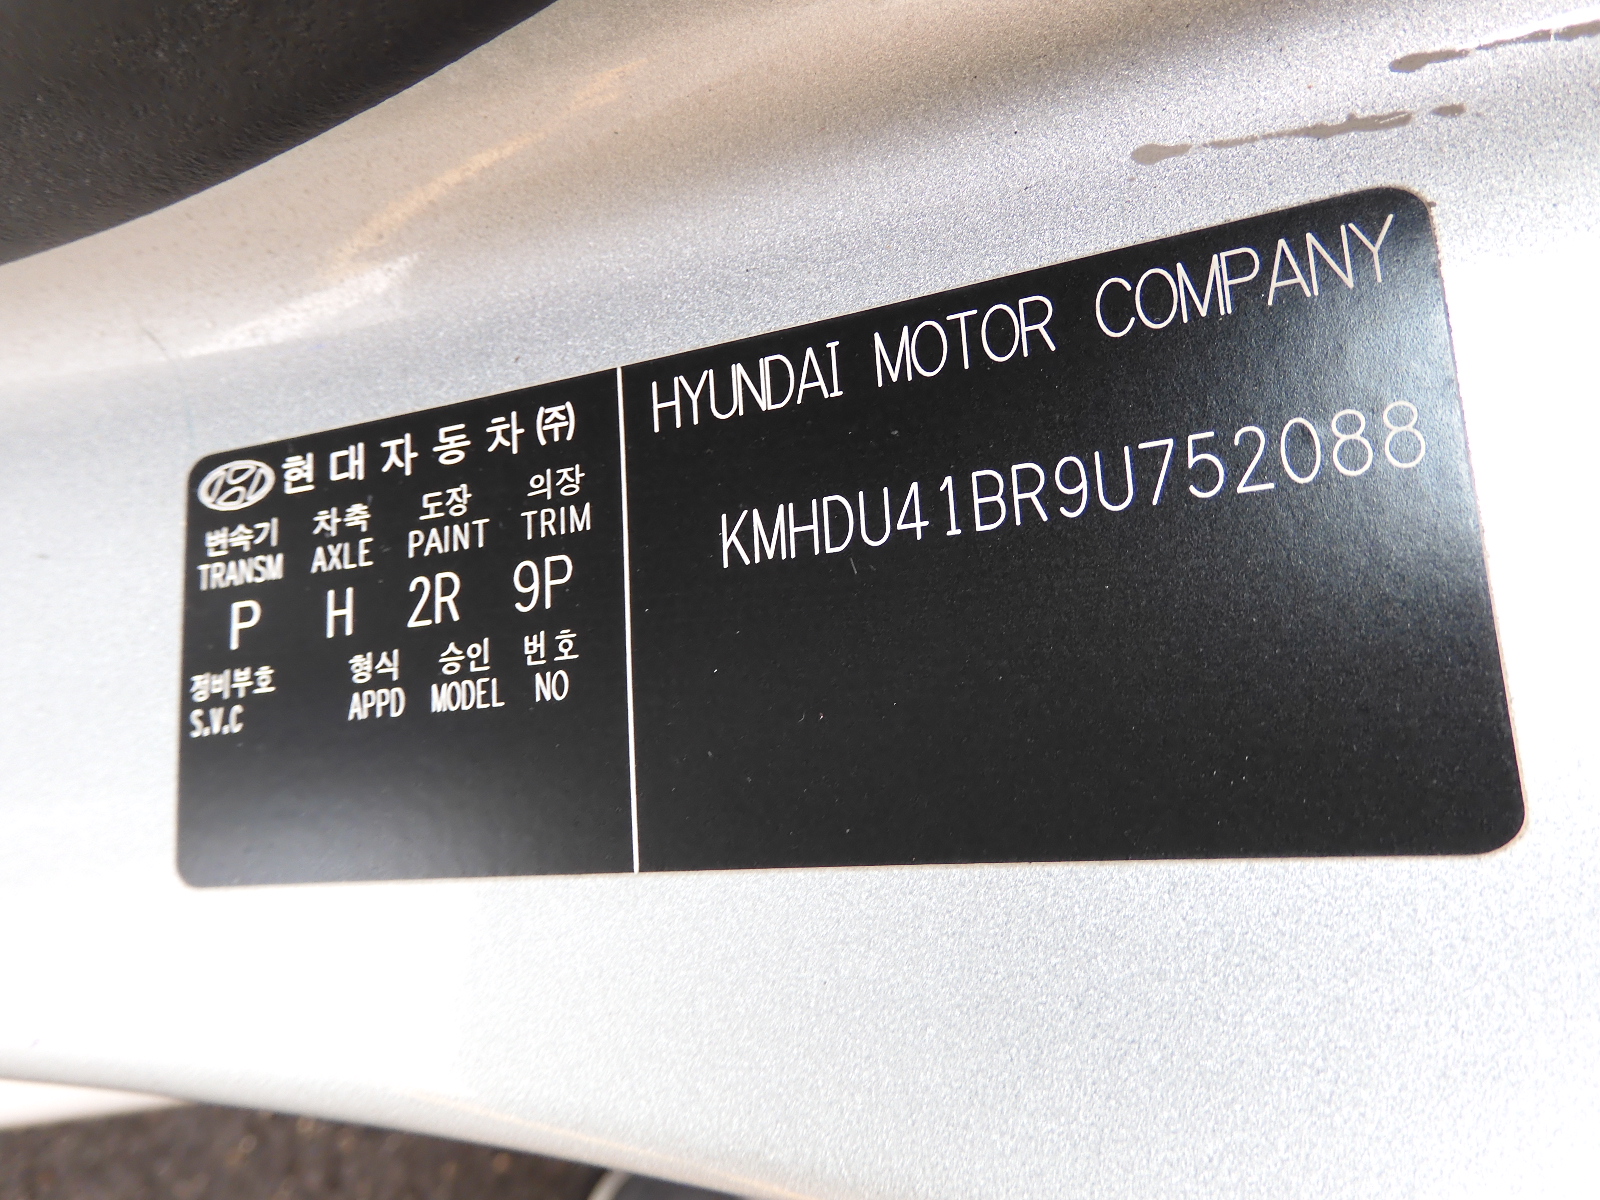 현대자동차(주)
변속기 차축 도장 의장
TRANSM AXLE PAINT TRIM
P H 2R 9P
정비부호 형식 승인 번호
S.V.C APPD MODEL NO
HYUNDAI MOTOR COMPANY
KMHDU41BR9U752088